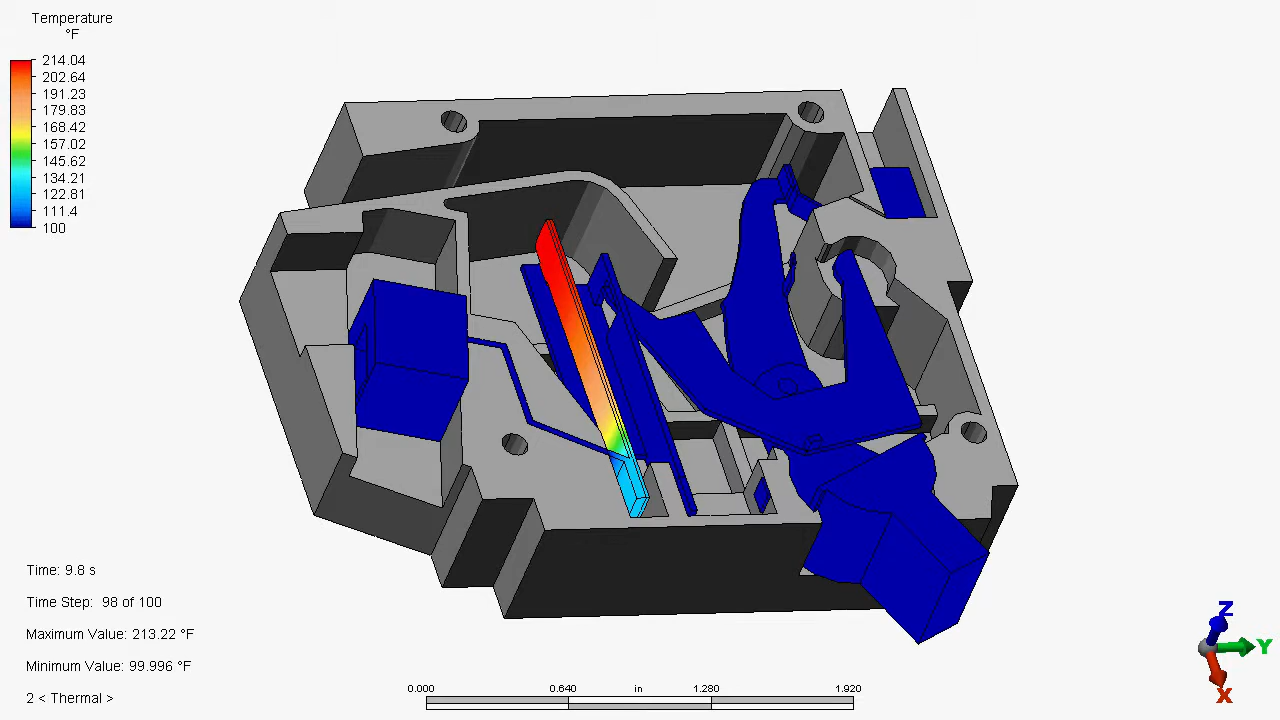 Temperature
°F
214.04
202.64
191.23
179.83
168.42
157.02
145.62
134.21
122.81
111.4
100
Time: 9.8 s
Time Step: 98 of 100
Maximum Value: 213.22 °F
Minimum Value: 99.996 °F
2 < Thermal >
0.000 0.640 in 1.280 1.920
Z
Y
X